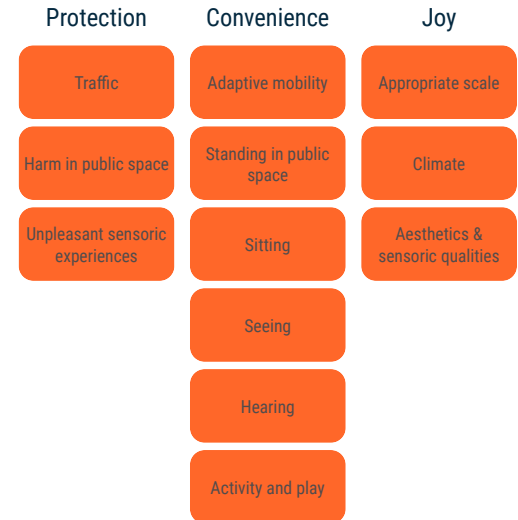 Protection
Convenience
Joy
Traffic
Adaptive mobility
Appropriate scale
Harm in public space
Standing in public
space
Climate
Unpleasant sensoric
experiences
Sitting
Aesthetics &
sensoric qualities
Seeing
Hearing
Activity and play